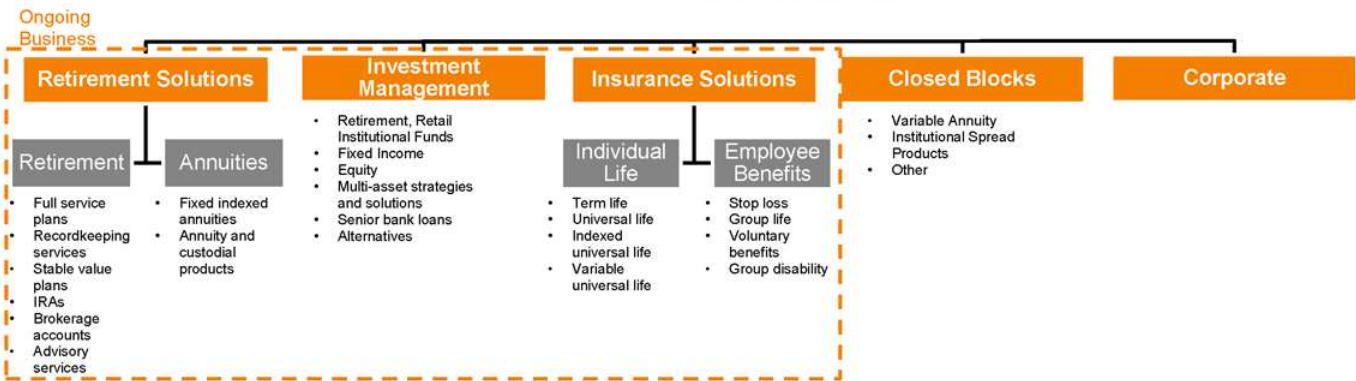 Ongoing
Business
Retirement Solutions
Retirement
• Full service
plans
• Recordkeeping
services
• Stable value
plans
• IRAs
• Brokerage
accounts
• Advisory
services
Annuities
• Fixed indexed
annuities
• Annuity and
custodial
products
Investment
Management
• Retirement, Retail
Institutional Funds
• Fixed Income
• Equity
• Multi-asset strategies
and solutions
• Senior bank loans
• Alternatives
Insurance Solutions
Individual
Life
• Term life
• Universal life
• Indexed
universal life
• Variable
universal life
Employee
Benefits
• Stop loss
• Group life
• Voluntary
benefits
• Group disability
Closed Blocks
• Variable Annuity
• Institutional Spread
Products
• Other
Corporate